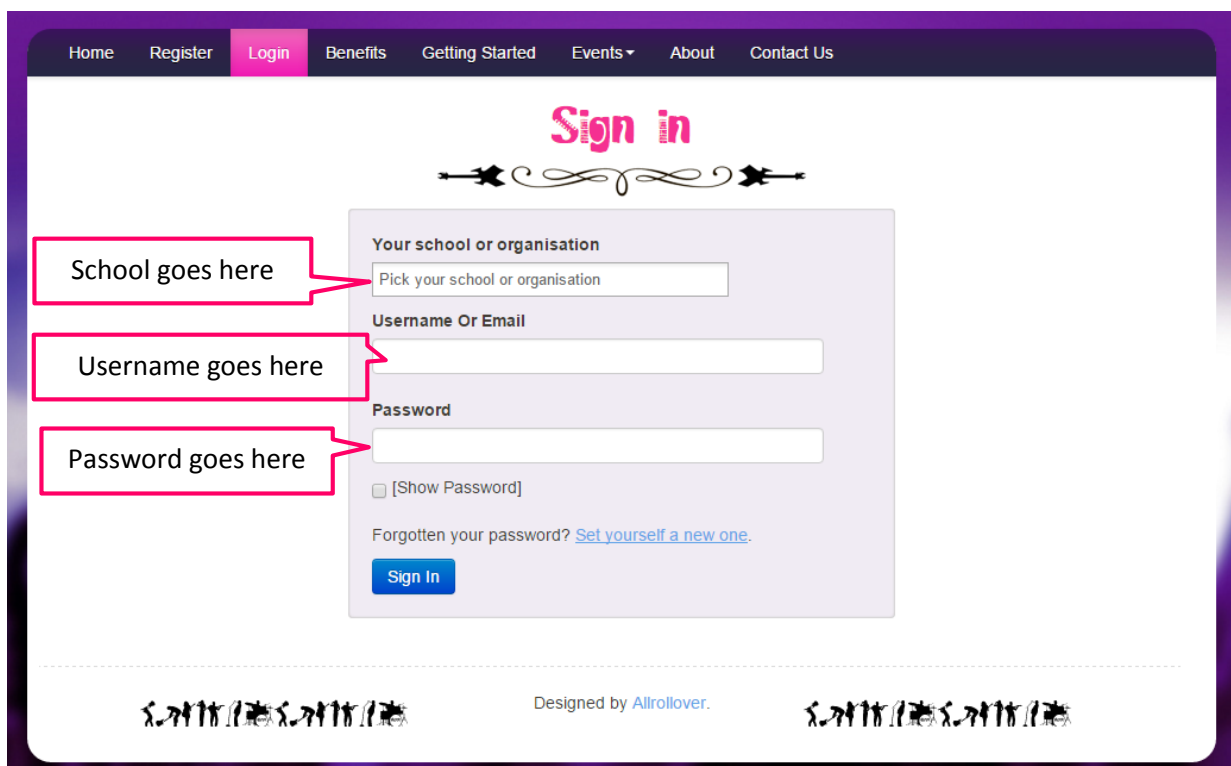 Home Register Login Benefits Getting Started Events About Contact Us
Sign in
Your school or organisation
School goes here
Pick your school or organisation
Username Or Email
Username goes here
Password
Password goes here
[Show Password]
Forgotten your password? Set yourself a new one.
Sign In
Designed by Allrollover.